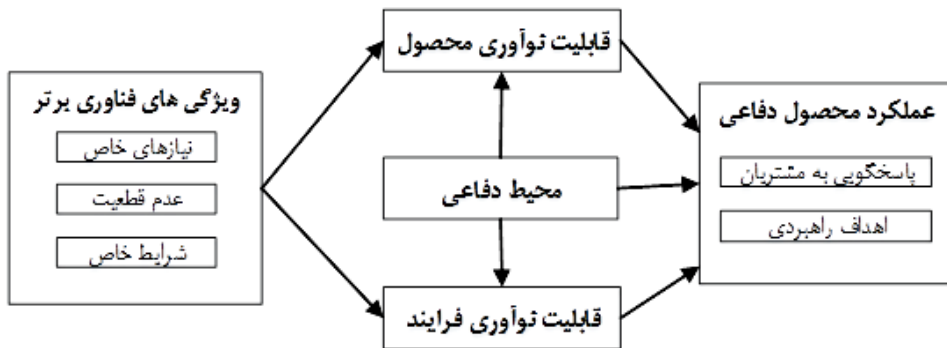 قابلیت نوآوری محصول
عملکرد محصول دفاعی
پاسخگویی به مشتریان
اهداف راهبردی
محیط دفاعی
قابلیت نوآوری فرایند
ویژگی های فناوری برتر
نیازهای خاص
عدم قطعیت
شرایط خاص